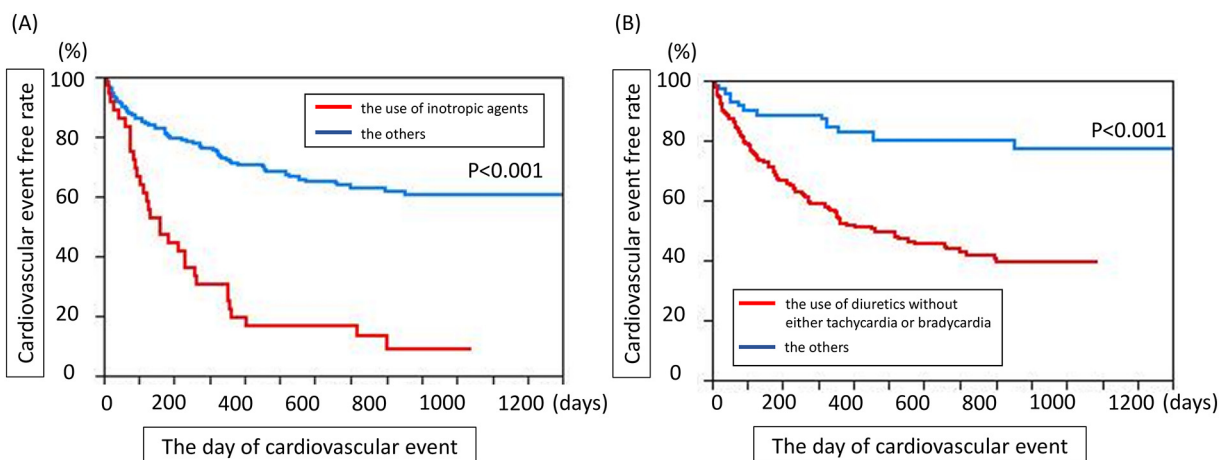 (A)
(%)
Cardiovascular event free rate
100
80
60
40
20
0
the use of inotropic agents
the others
P<0.001
0 200 400 600 800 1000 1200 (days)
The day of cardiovascular event
(B)
(%)
Cardiovascular event free rate
100
80
60
40
20
0
P<0.001
the use of diuretics without
either tachycardia or bradycardia
the others
0 200 400 600 800 1000 1200 (days)
The day of cardiovascular event